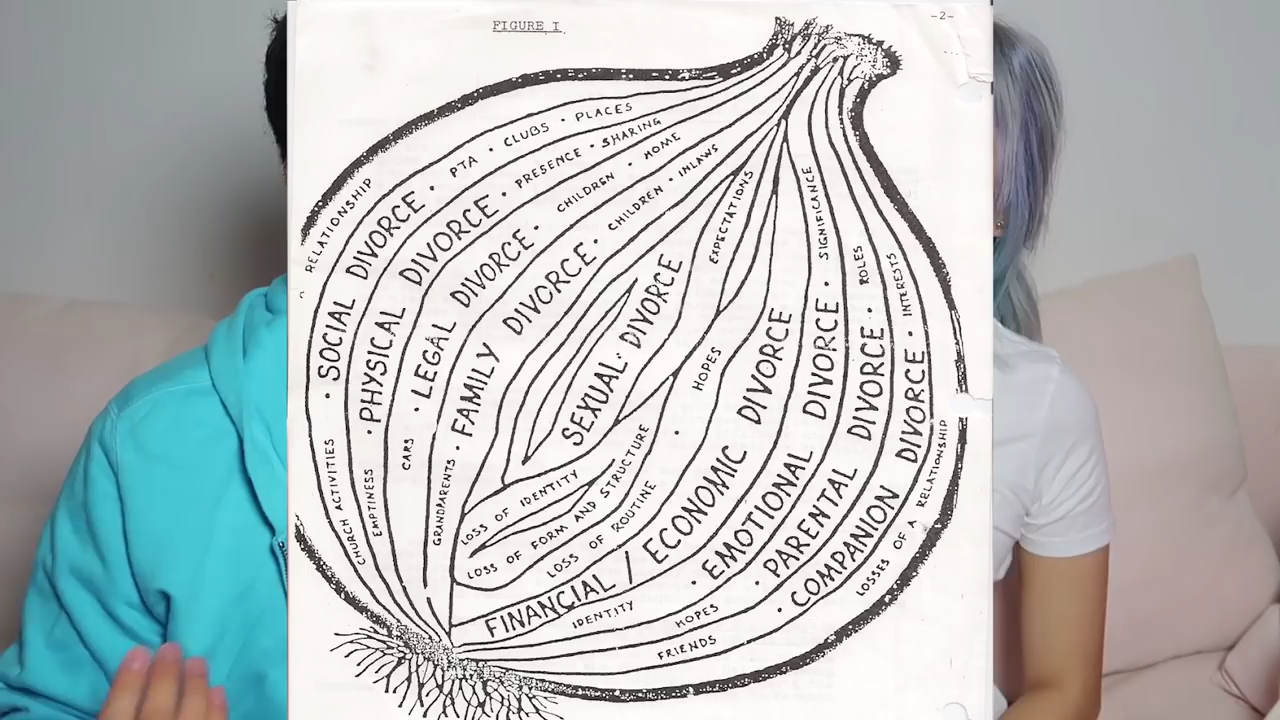 FIGURE I
-2-
RELATIONSHIP
CHURCH ACTIVITIES · SOCIAL DIVORCE · PTA · CLUBS · PLACES
EMPTINESS · PHYSICAL DIVORCE · PRESENCE · SHARING
CARS · LEGAL DIVORCE · CHILDREN · HOME
GRANDPARENTS · FAMILY DIVORCE · CHILDREN · INLAWS
SEXUAL · DIVORCE
EXPECTATIONS
LOSS OF IDENTITY
LOSS OF FORM AND STRUCTURE
LOSS OF ROUTINE · HOPES
FINANCIAL / ECONOMIC DIVORCE
IDENTITY · EMOTIONAL DIVORCE · SIGNIFICANCE
HOPES · PARENTAL DIVORCE · ROLES
FRIENDS · COMPANION DIVORCE · INTERESTS
LOSSES OF A RELATIONSHIP